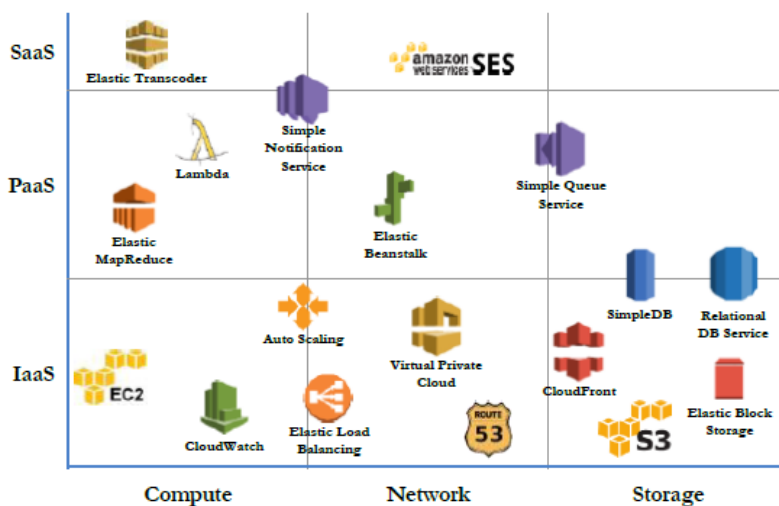 SaaS
Elastic Transcoder
amazon
webservices SES
Simple
Notification
Service
Lambda
PaaS
Simple Queue
Service
Elastic
MapReduce
Elastic
Beanstalk
SimpleDB
Relational
DB Service
Auto Scaling
Virtual Private
Cloud
IaaS
EC2
CloudFront
CloudWatch
Elastic Load
Balancing
ROUTE
53
S3
Elastic Block
Storage
Compute
Network
Storage